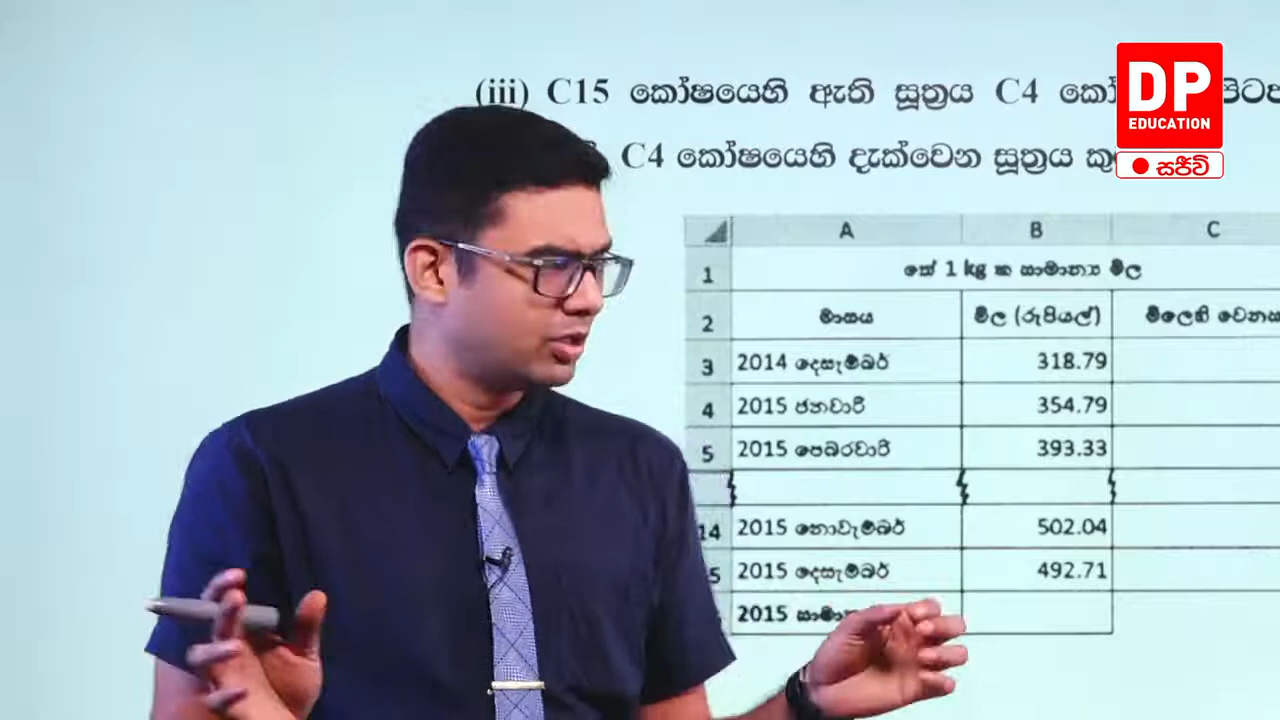 (iii) C15 කෝෂයෙහි ඇති සූත්‍රය C4
C4 කෝෂයෙහි දැක්වෙන සූත්‍රය
DP
EDUCATION
සජීවී
A B C
1 තේ 1 kg ක සාමාන්‍ය මිල
2 මාසය මිල (රුපියල්) මිලෙහි
3 2014 දෙසැම්බර් 318.79
4 2015 ජනවාරි 354.79
5 2015 පෙබරවාරි 393.33
14 2015 නොවැම්බර් 502.04
2015 දෙසැම්බර් 492.71
2015